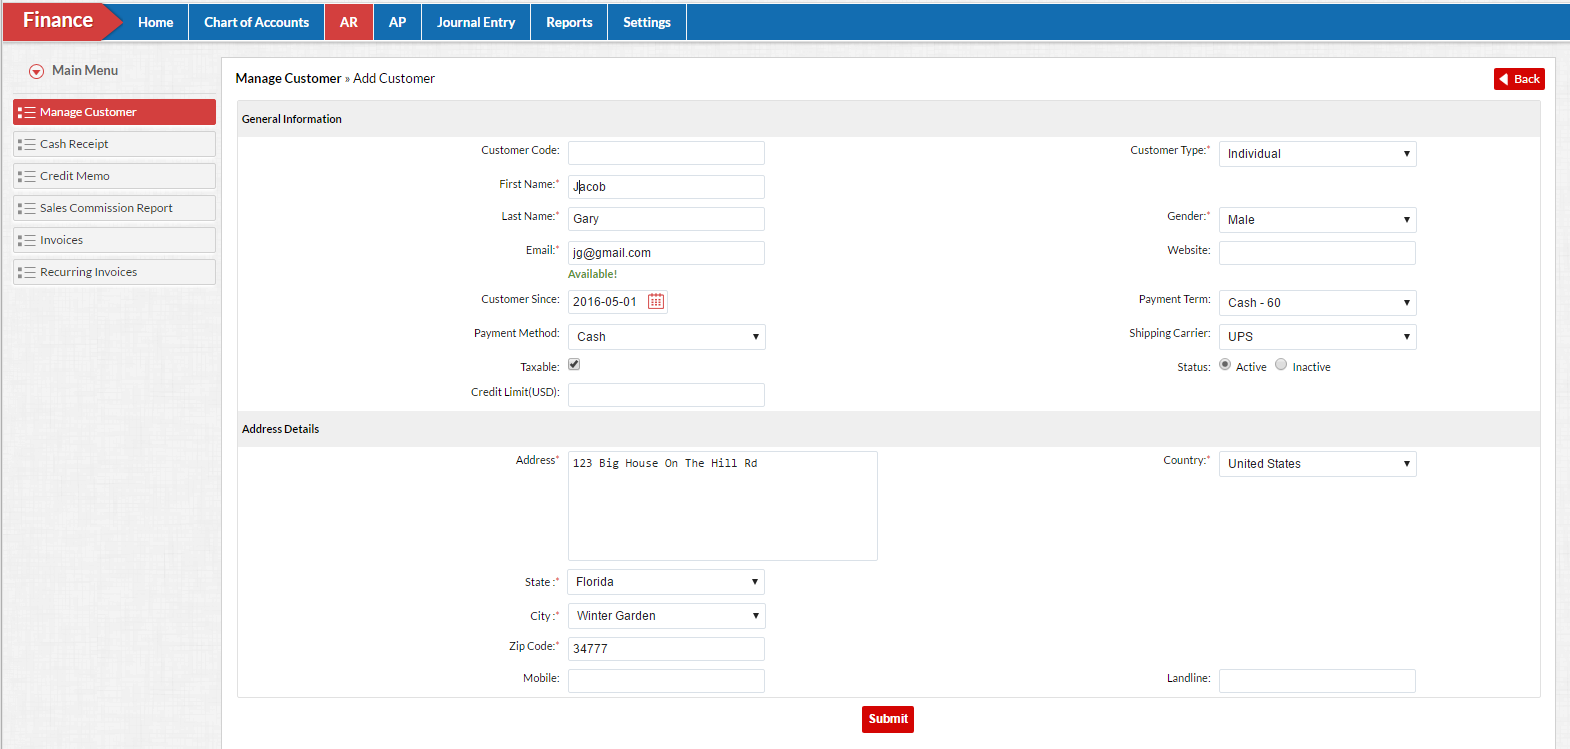 Finance Home Chart of Accounts AR AP Journal Entry Reports Settings
Main Menu
Manage Customer
Cash Receipt
Credit Memo
Sales Commission Report
Invoices
Recurring Invoices
Manage Customer » Add Customer
Back
General Information
Customer Code:
Customer Type:* Individual
First Name:* Jacob
Last Name:* Gary
Gender:* Male
Email:* jg@gmail.com
Website:
Available!
Customer Since: 2016-05-01
Payment Term: Cash - 60
Payment Method: Cash
Shipping Carrier: UPS
Taxable:
Status: Active Inactive
Credit Limit(USD):
Address Details
Address* 123 Big House On The Hill Rd
Country:* United States
State :* Florida
City :* Winter Garden
Zip Code:* 34777
Mobile:
Landline:
Submit